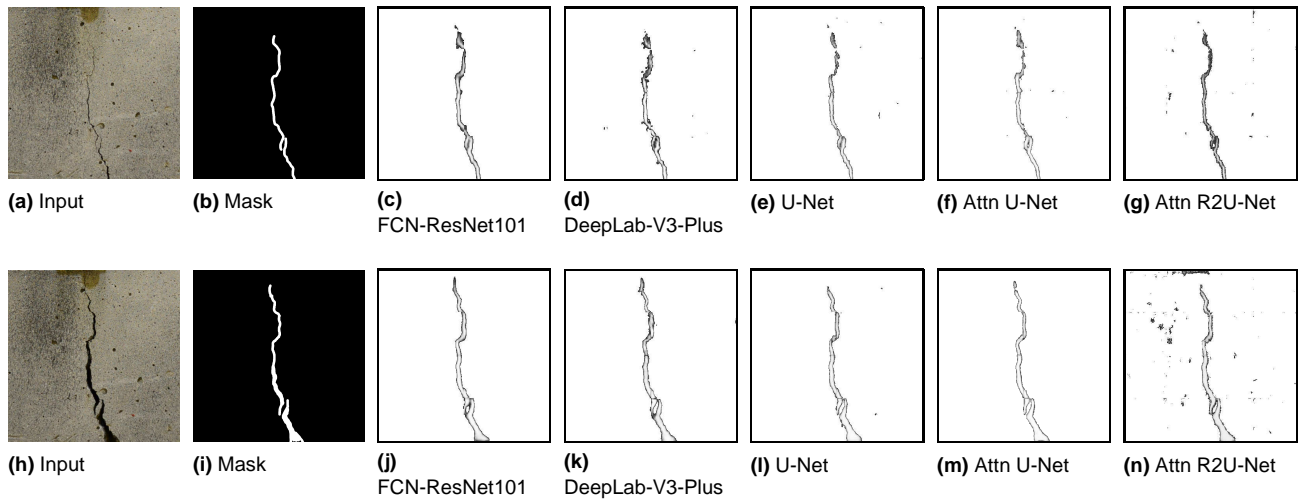 (a) Input
(b) Mask
(c)
FCN-ResNet101
(d)
DeepLab-V3-Plus
(e) U-Net
(f) Attn U-Net
(g) Attn R2U-Net
(h) Input
(i) Mask
(j)
FCN-ResNet101
(k)
DeepLab-V3-Plus
(l) U-Net
(m) Attn U-Net
(n) Attn R2U-Net